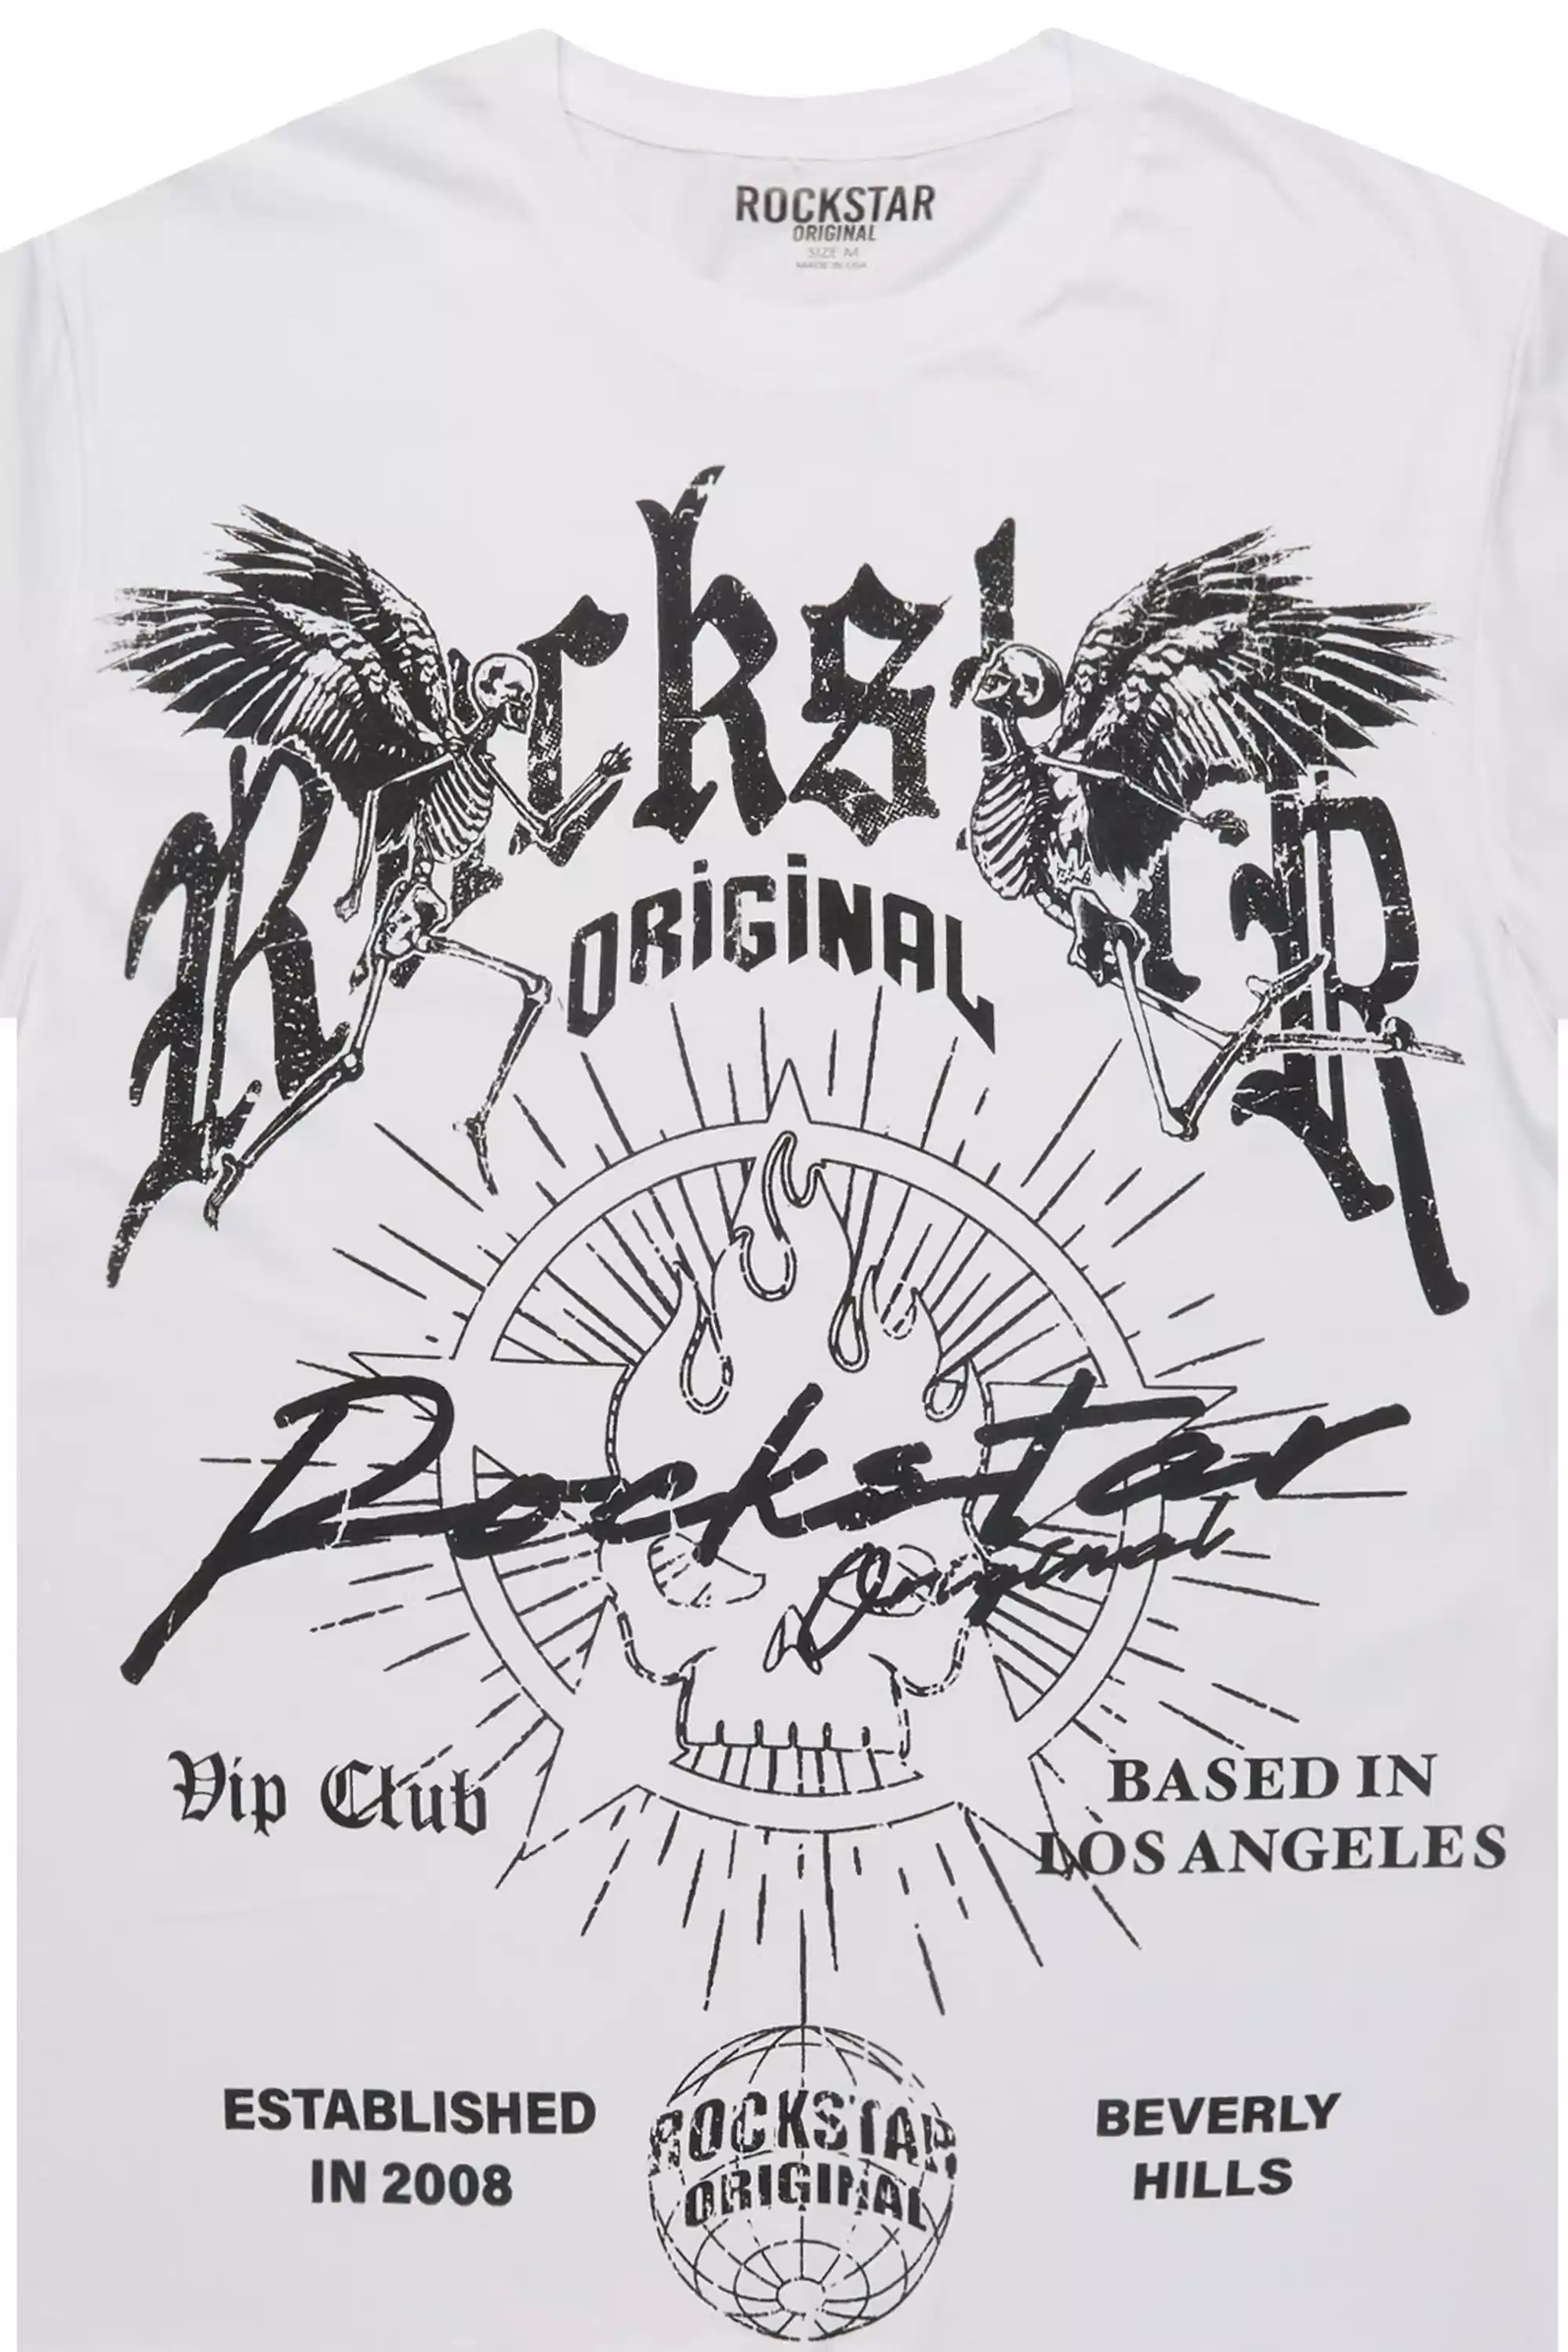 ROCKSTAR
ORIGINAL
SIZE M
MADE IN USA
RockstaR
ORiGiNAL
Rockstar
Original
Vip Club
BASED IN
LOS ANGELES
ESTABLISHED
IN 2008
ROCKSTAR
ORIGINAL
BEVERLY
HILLS